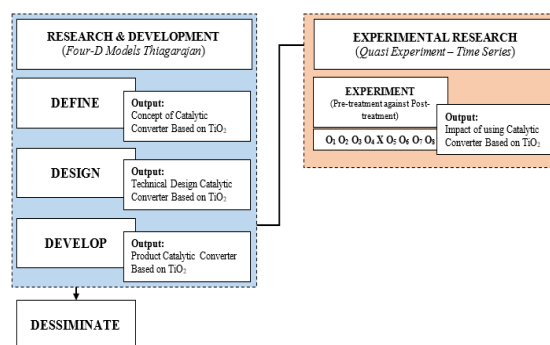 RESEARCH & DEVELOPMENT
(Four-D Models Thiagarajan)
DEFINE
Output:
Concept of Catalytic
Converter Based on TiO₂
DESIGN
Output:
Technical Design Catalytic
Converter Based on TiO₂
DEVELOP
Output:
Product Catalytic Converter
Based on TiO₂
DESSIMINATE
EXPERIMENTAL RESEARCH
(Quasi Experiment – Time Series)
EXPERIMENT
(Pre-treatment against Post-
treatment)
O₁ O₂ O₃ O₄ X O₅ O₆ O₇ O₈
Output:
Impact of using Catalytic
Converter Based on TiO₂